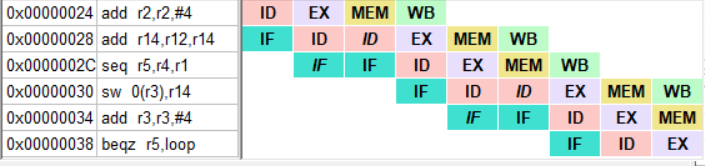 0x00000024 add r2,r2,#4 ID EX MEM WB
0x00000028 add r14,r12,r14 IF ID ID EX MEM WB
0x0000002C seq r5,r4,r1 IF IF ID EX MEM WB
0x00000030 sw 0(r3),r14 IF ID ID EX MEM WB
0x00000034 add r3,r3,#4 IF IF ID EX MEM
0x00000038 beqz r5,loop IF ID EX